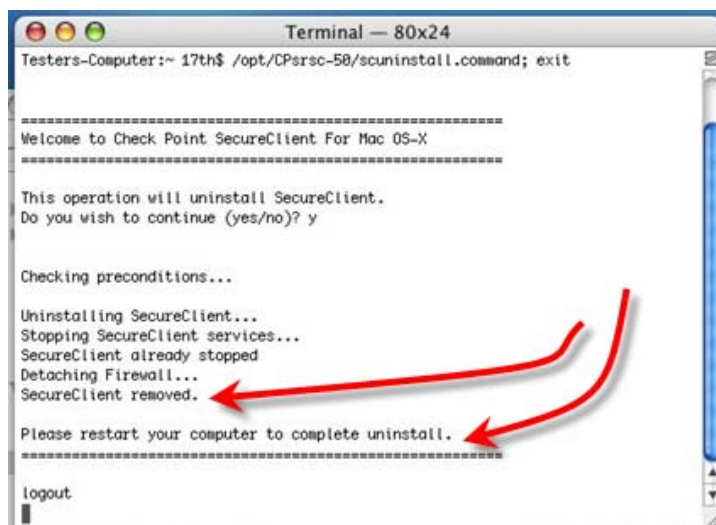 Terminal — 80x24
Testers-Computer:~ 17th$ /opt/CPsrsc-50/scuninstall.command; exit
=======================================================
Welcome to Check Point SecureClient For Mac OS-X
=======================================================
This operation will uninstall SecureClient.
Do you wish to continue (yes/no)? y
Checking preconditions...
Uninstalling SecureClient...
Stopping SecureClient services...
SecureClient already stopped
Detaching Firewall...
SecureClient removed.
Please restart your computer to complete uninstall.
=======================================================
logout